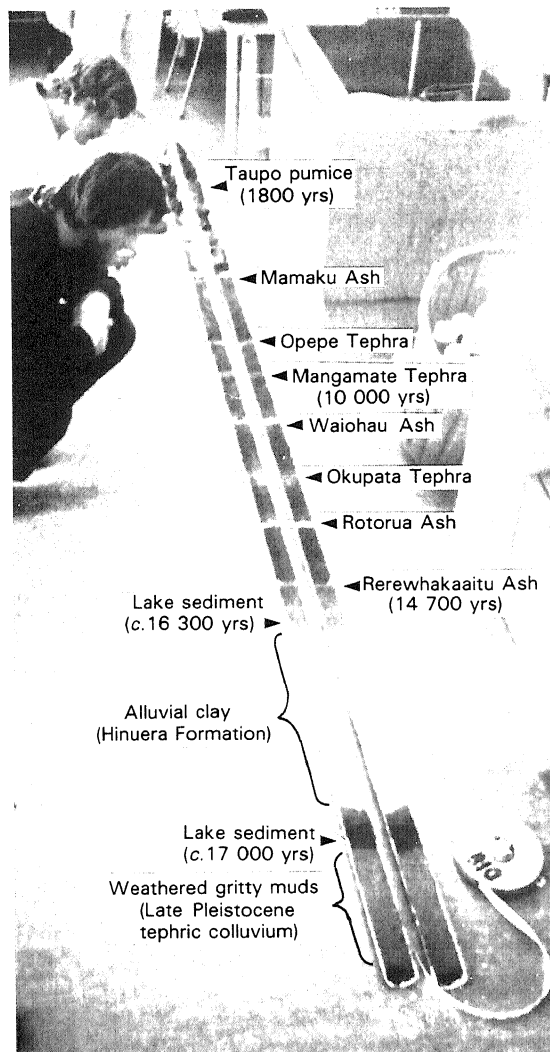 Taupo pumice
(1800 yrs)
Mamaku Ash
Opepe Tephra
Mangamate Tephra
(10 000 yrs)
Waiohau Ash
Okupata Tephra
Rotorua Ash
Rerewhakaaitu Ash
(14 700 yrs)
Lake sediment
(c.16 300 yrs)
Alluvial clay
(Hinuera Formation)
Lake sediment
(c.17 000 yrs)
Weathered gritty muds
(Late Pleistocene
tephric colluvium)